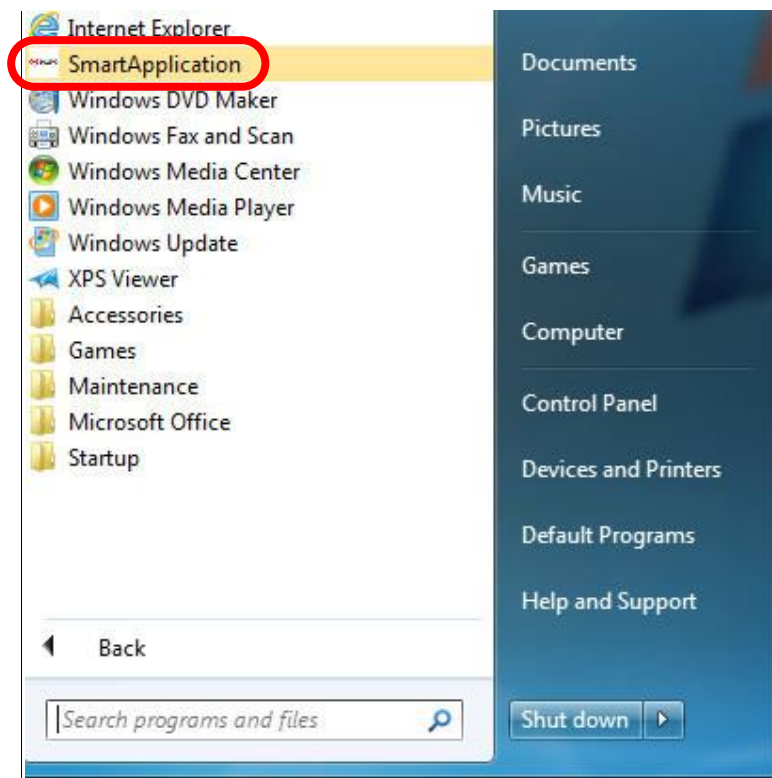 Internet Explorer
SmartApplication
Windows DVD Maker
Windows Fax and Scan
Windows Media Center
Windows Media Player
Windows Update
XPS Viewer
Accessories
Games
Maintenance
Microsoft Office
Startup
Back
Search programs and files
Documents
Pictures
Music
Games
Computer
Control Panel
Devices and Printers
Default Programs
Help and Support
Shut down